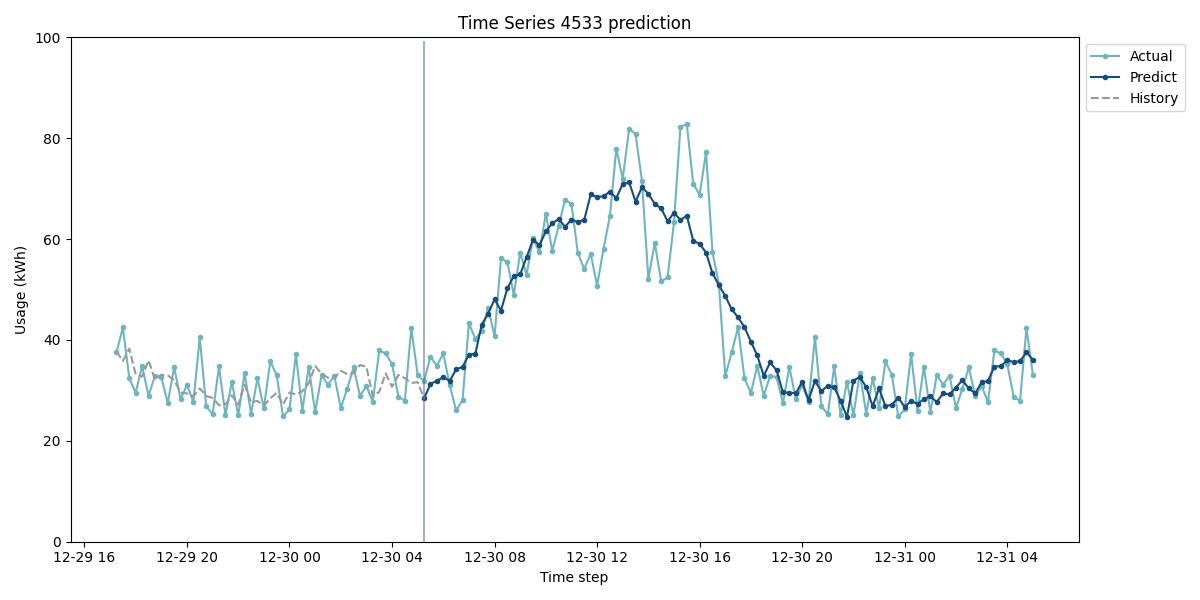 Time Series 4533 prediction
Actual
Predict
History
Usage (kWh)
100
80
60
40
20
0
12-29 16 12-29 20 12-30 00 12-30 04 12-30 08 12-30 12 12-30 16 12-30 20 12-31 00 12-31 04
Time step